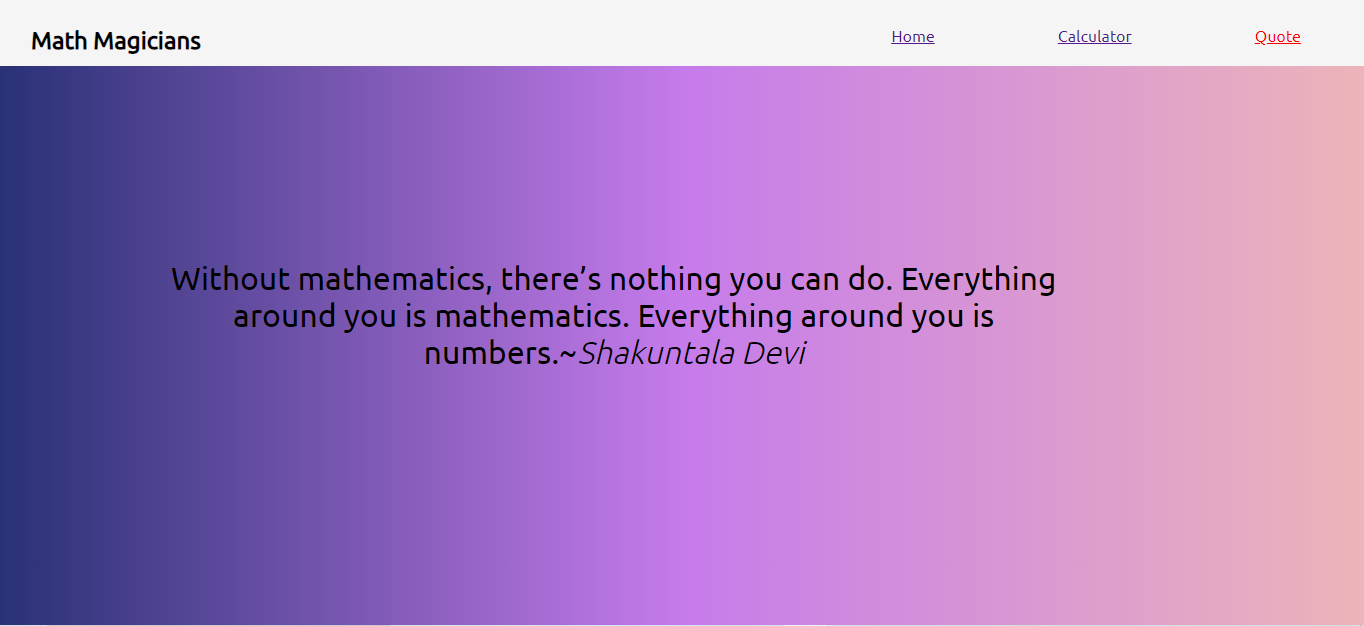 Math Magicians
Home
Calculator
Quote
Without mathematics, there’s nothing you can do. Everything
around you is mathematics. Everything around you is
numbers.~Shakuntala Devi